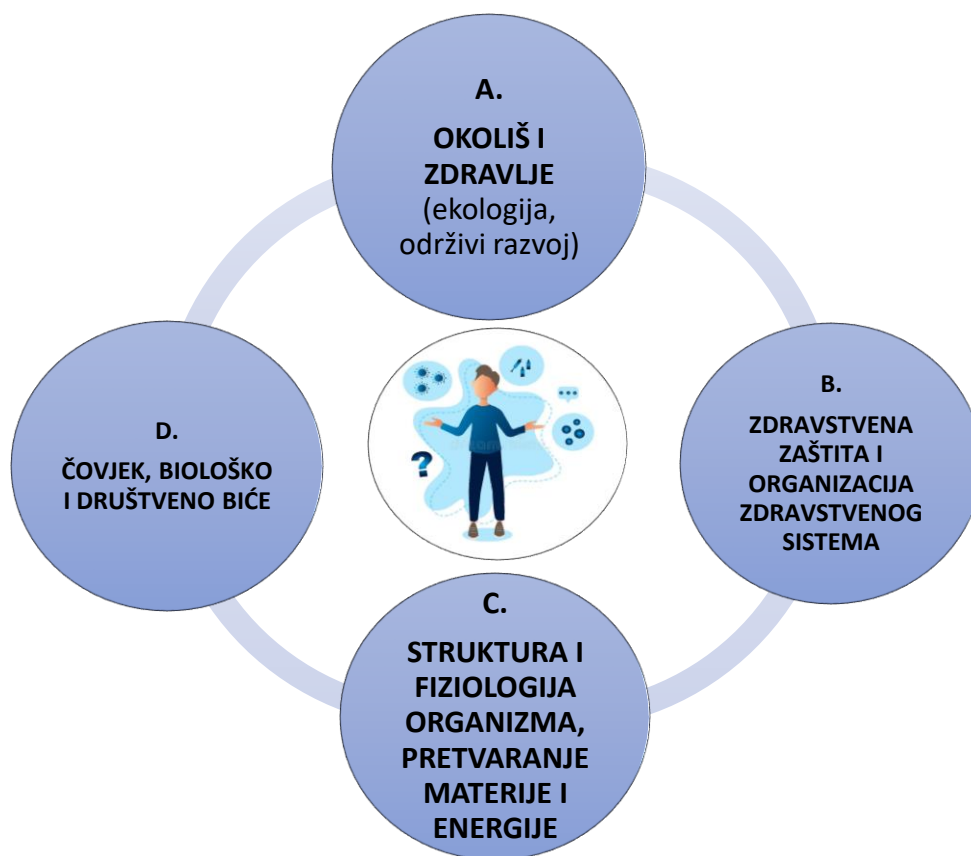 A.
OKOLIŠ I
ZDRAVLJE
(ekologija,
održivi razvoj)
B.
ZDRAVSTVENA
ZAŠTITA I
ORGANIZACIJA
ZDRAVSTVENOG
SISTEMA
C.
STRUKTURA I
FIZIOLOGIJA
ORGANIZMA,
PRETVARANJE
MATERIJE I
ENERGIJE
D.
ČOVJEK, BIOLOŠKO
I DRUŠTVENO BIĆE
?